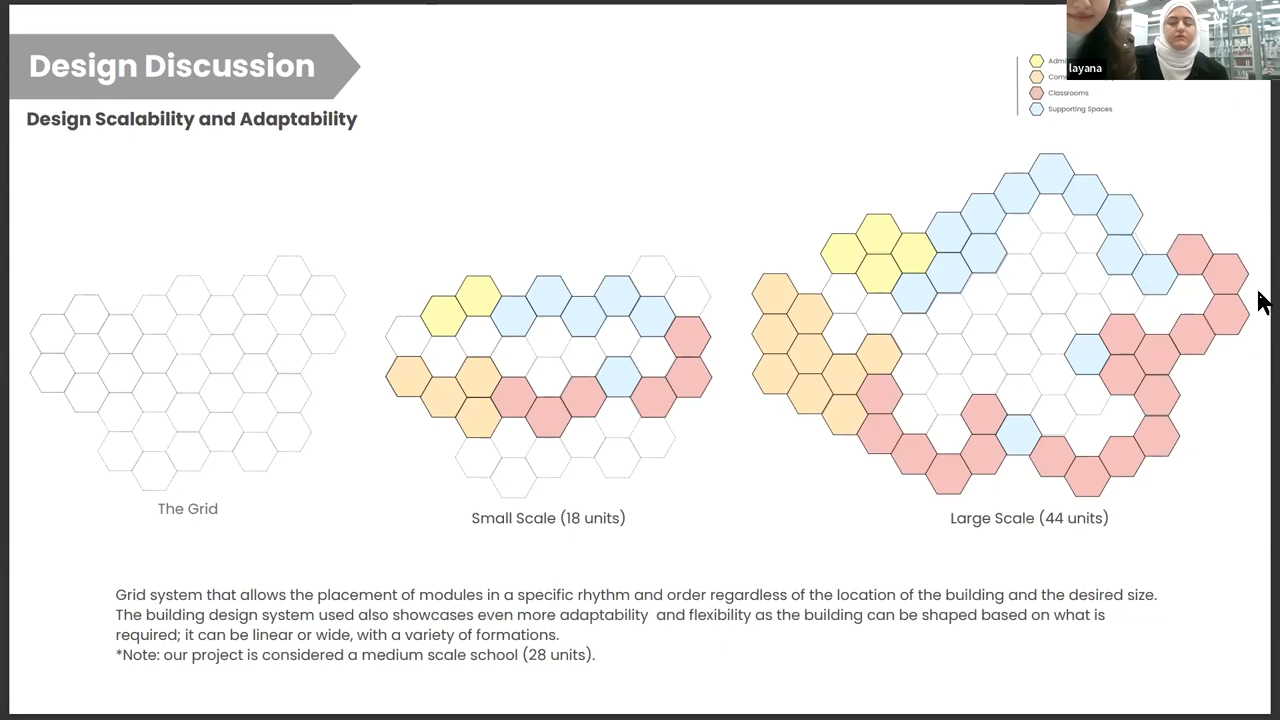 Design Discussion
Design Scalability and Adaptability
layana
Classrooms
Supporting Spaces
The Grid
Small Scale (18 units)
Large Scale (44 units)
Grid system that allows the placement of modules in a specific rhythm and order regardless of the location of the building and the desired size.
The building design system used also showcases even more adaptability and flexibility as the building can be shaped based on what is
required; it can be linear or wide, with a variety of formations.
*Note: our project is considered a medium scale school (28 units).